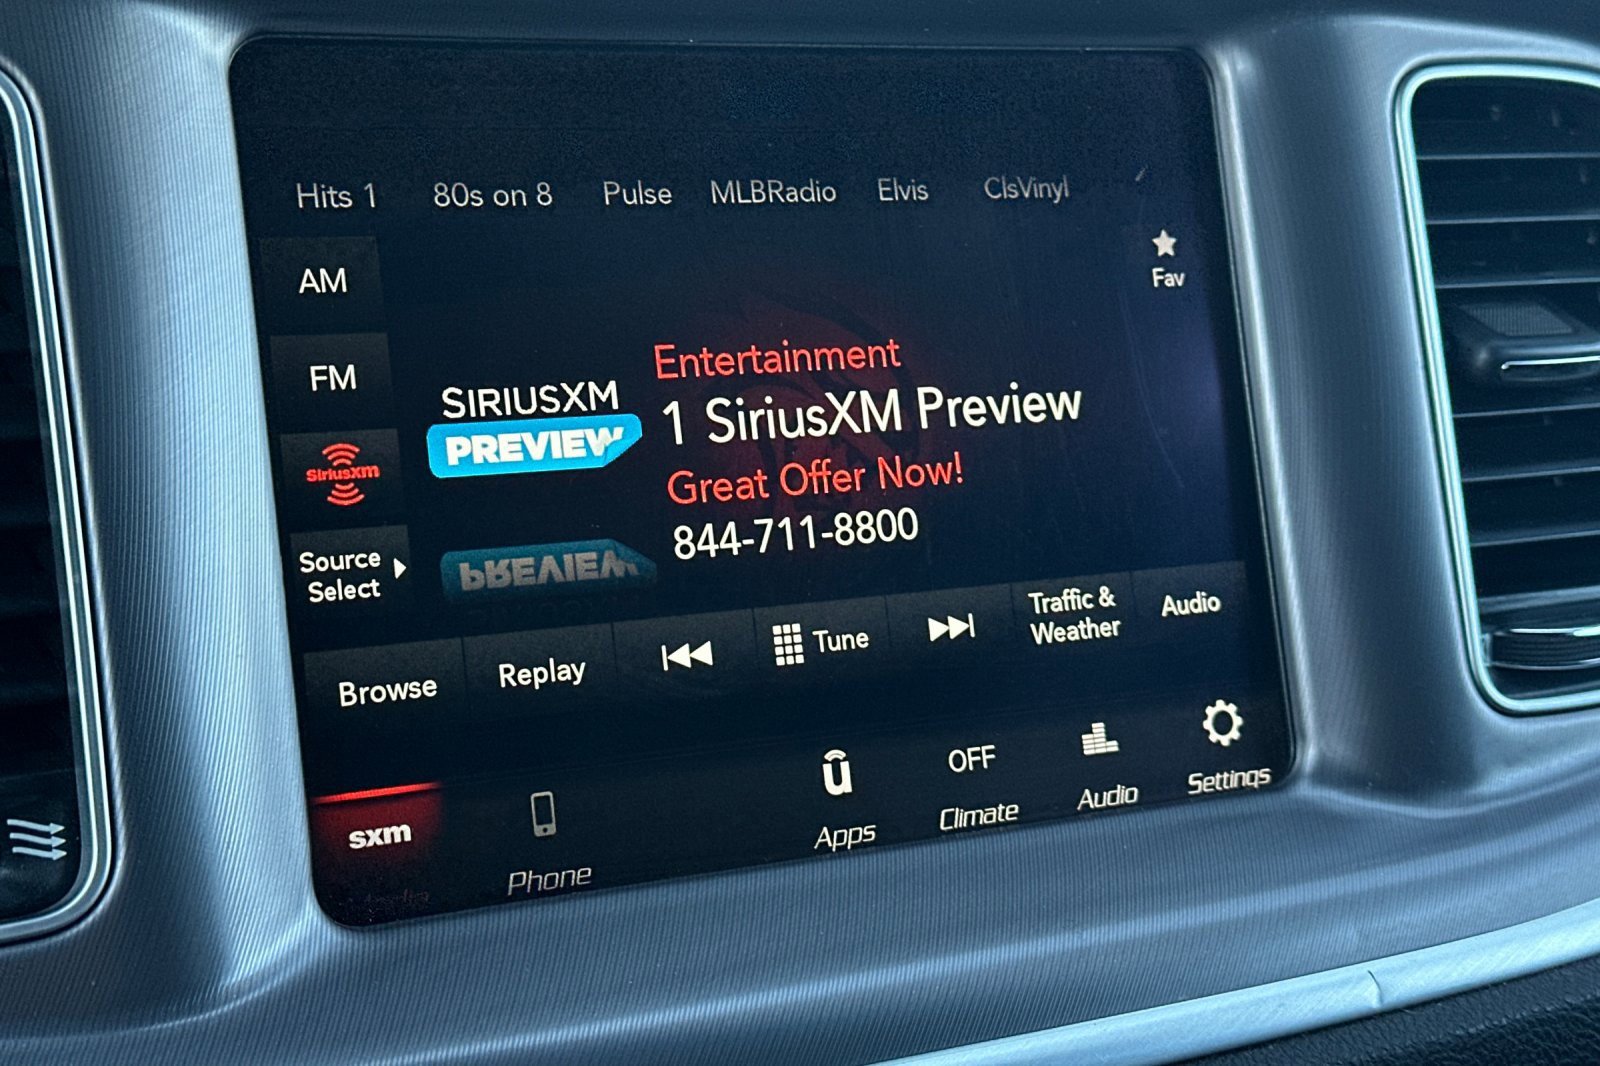 Hits 1 80s on 8 Pulse MLBRadio Elvis ClsVinyl
AM
Fav
FM
Entertainment
SIRIUSXM
1 SiriusXM Preview
PREVIEW
SiriusXM
Great Offer Now!
844-711-8800
Source
Select
PREVIEW
Browse
Replay
Tune
Traffic &
Weather
Audio
sxm
Phone
Apps
OFF
Climate
Audio
Settings